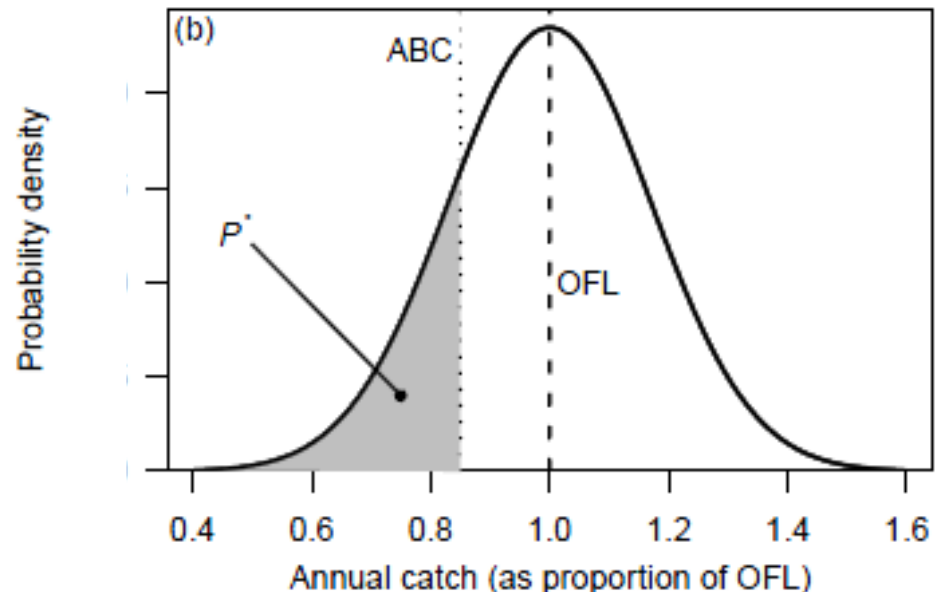 (b)
ABC
P*
OFL
Probability density
0.4 0.6 0.8 1.0 1.2 1.4 1.6
Annual catch (as proportion of OFL)